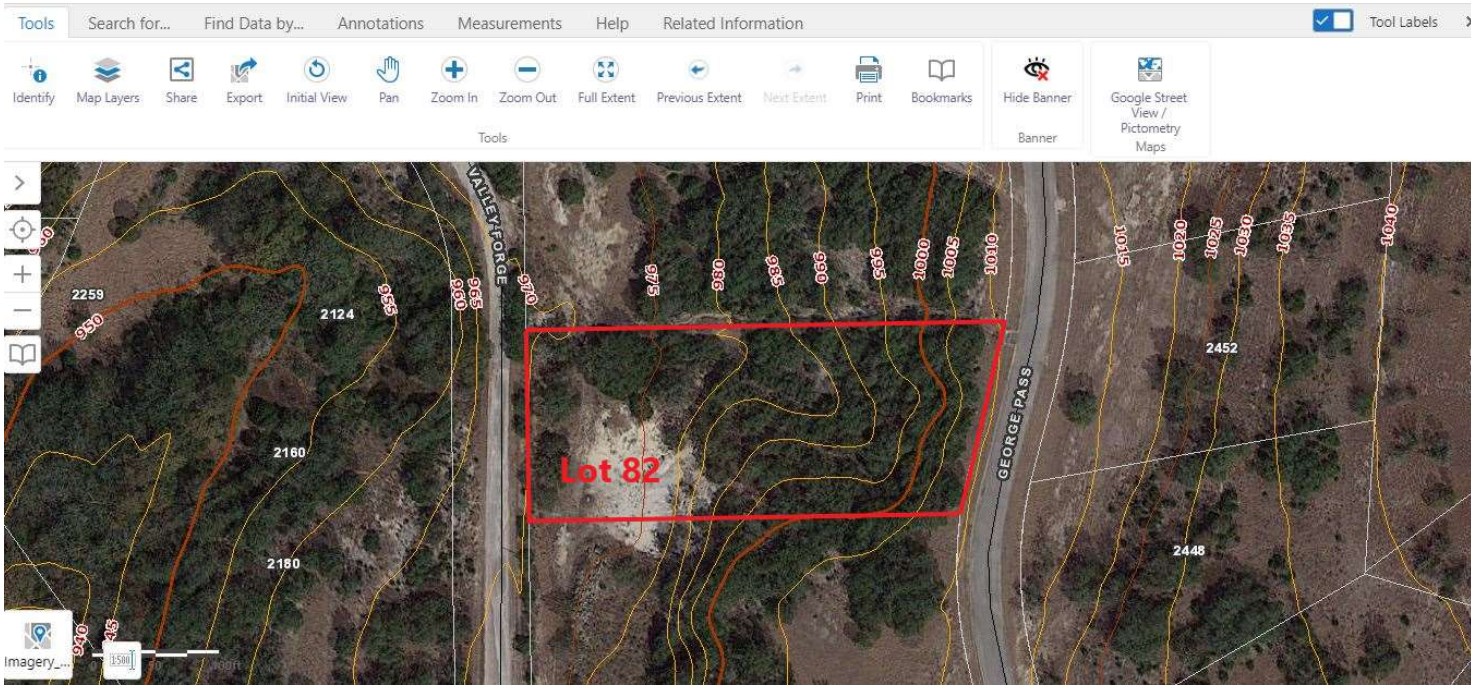 Tools Search for... Find Data by... Annotations Measurements Help Related Information Tool Labels
Identify Map Layers Share Export Initial View Pan Zoom In Zoom Out Full Extent Previous Extent Next Extent Print Bookmarks Hide Banner Google Street
View /
Pictometry
Tools Banner Maps
VALLEY FORGE
2259
950
2124
955
960
965
970
975
980
985
990
995
1000
1005
1010
1015
1020
1025
1030
1035
1040
2452
GEORGE PASS
2160
Lot 82
2180
2448
940
Imagery_...